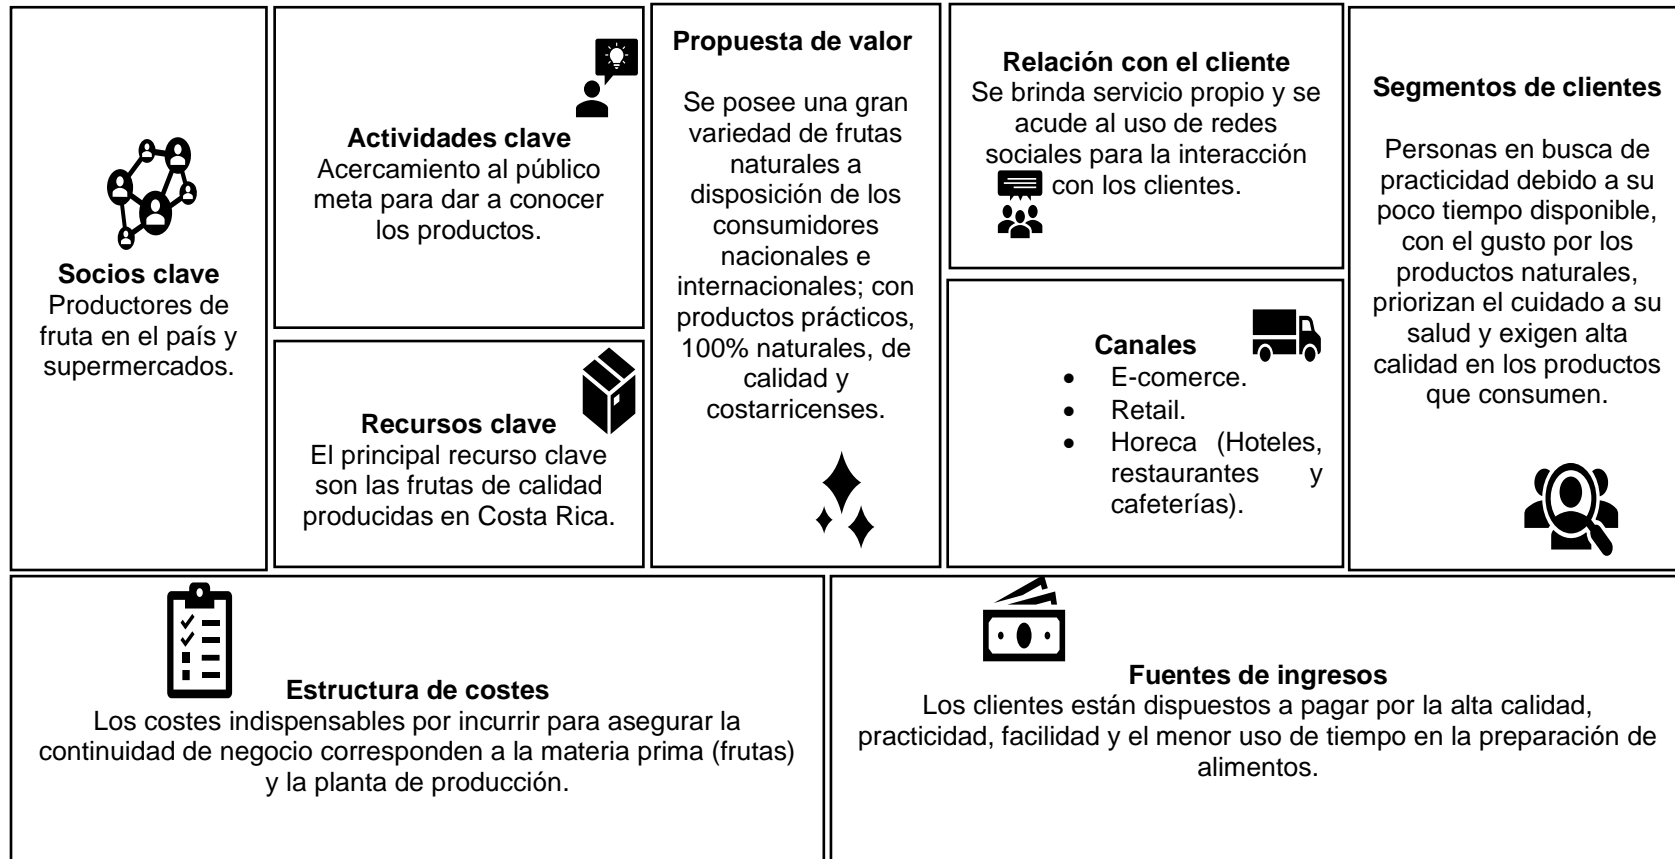 Socios clave
Productores de
fruta en el país y
supermercados.
Actividades clave
Acercamiento al público
meta para dar a conocer
los productos.
Recursos clave
El principal recurso clave
son las frutas de calidad
producidas en Costa Rica.
Propuesta de valor
Se posee una gran
variedad de frutas
naturales a
disposición de los
consumidores
nacionales e
internacionales; con
productos prácticos,
100% naturales, de
calidad y
costarricenses.
Relación con el cliente
Se brinda servicio propio y se
acude al uso de redes
sociales para la interacción
con los clientes.
Canales
• E-comerce.
• Retail.
• Horeca (Hoteles,
restaurantes y
cafeterías).
Segmentos de clientes
Personas en busca de
practicidad debido a su
poco tiempo disponible,
con el gusto por los
productos naturales,
priorizan el cuidado a su
salud y exigen alta
calidad en los productos
que consumen.
Estructura de costes
Los costes indispensables por incurrir para asegurar la
continuidad de negocio corresponden a la materia prima (frutas)
y la planta de producción.
Fuentes de ingresos
Los clientes están dispuestos a pagar por la alta calidad,
practicidad, facilidad y el menor uso de tiempo en la preparación de
alimentos.